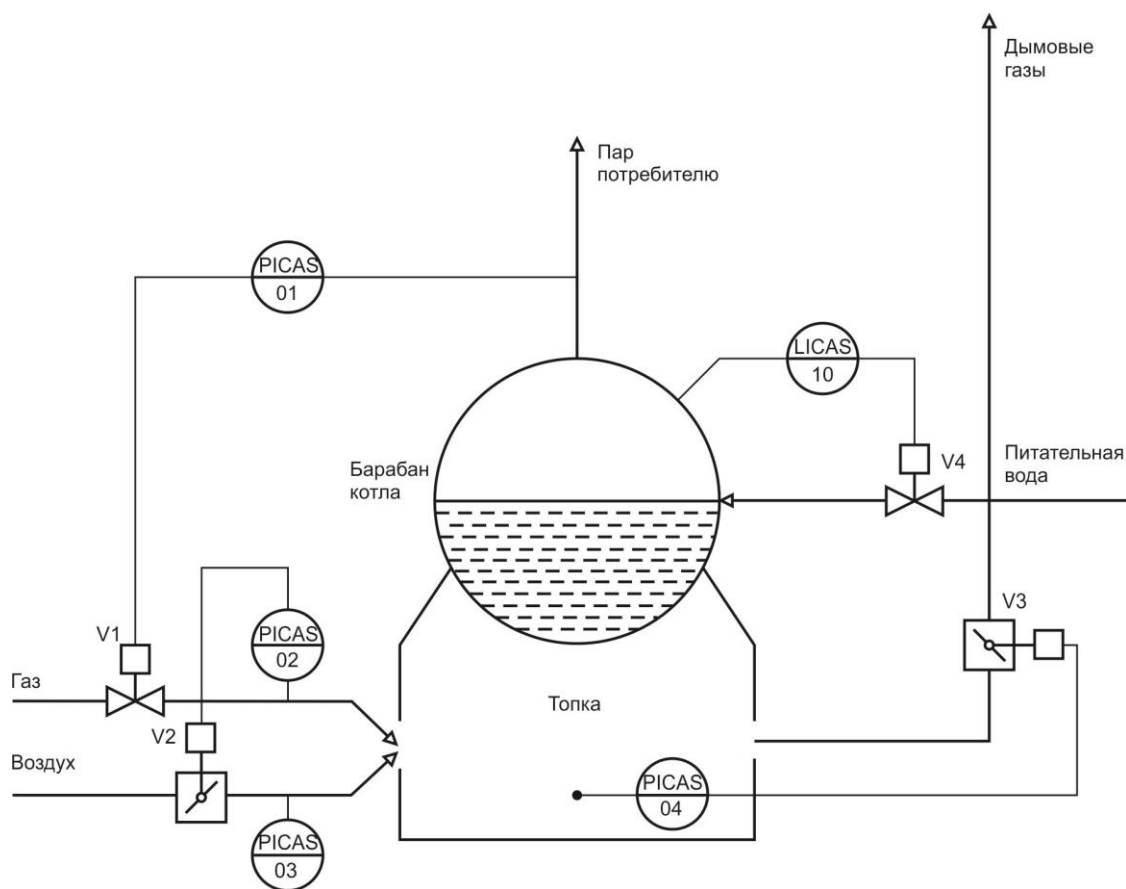 Дымовые
газы
Пар
потребителю
PICAS
01
LICAS
10
V4
Питательная
вода
Барабан
котла
V3
V1
PICAS
02
Газ
Топка
V2
Воздух
PICAS
04
PICAS
03